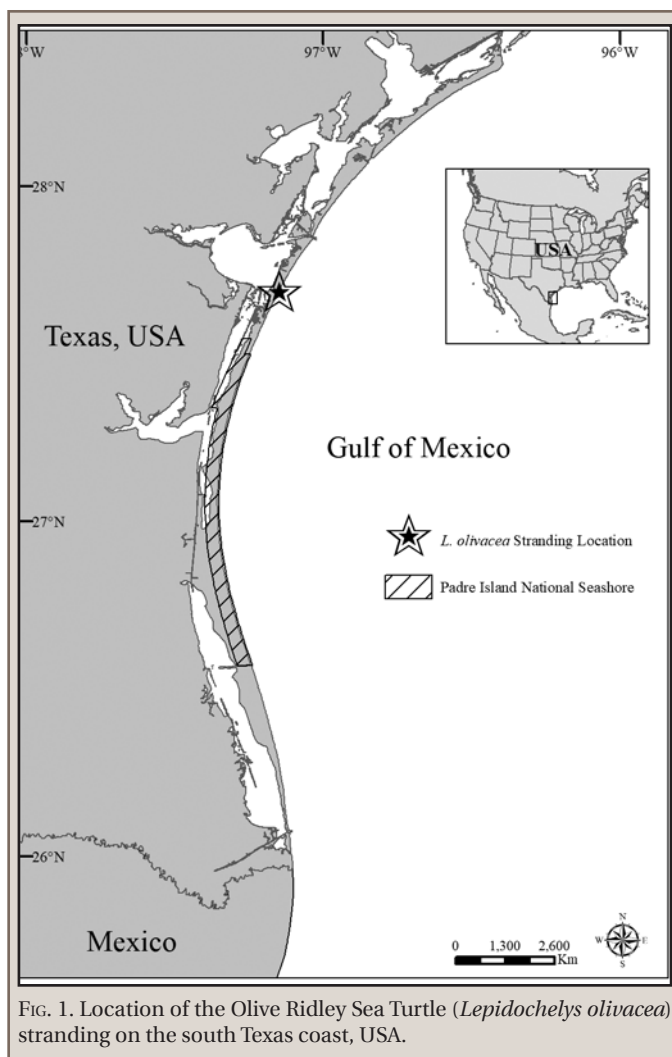 8°W
97°W
96°W
28°N
USA
Texas, USA
Gulf of Mexico
27°N
L. olivacea Stranding Location
Padre Island National Seashore
26°N
Mexico
N
W E
S
0 1,300 2,600
Km
FIG. 1. Location of the Olive Ridley Sea Turtle (Lepidochelys olivacea)
stranding on the south Texas coast, USA.